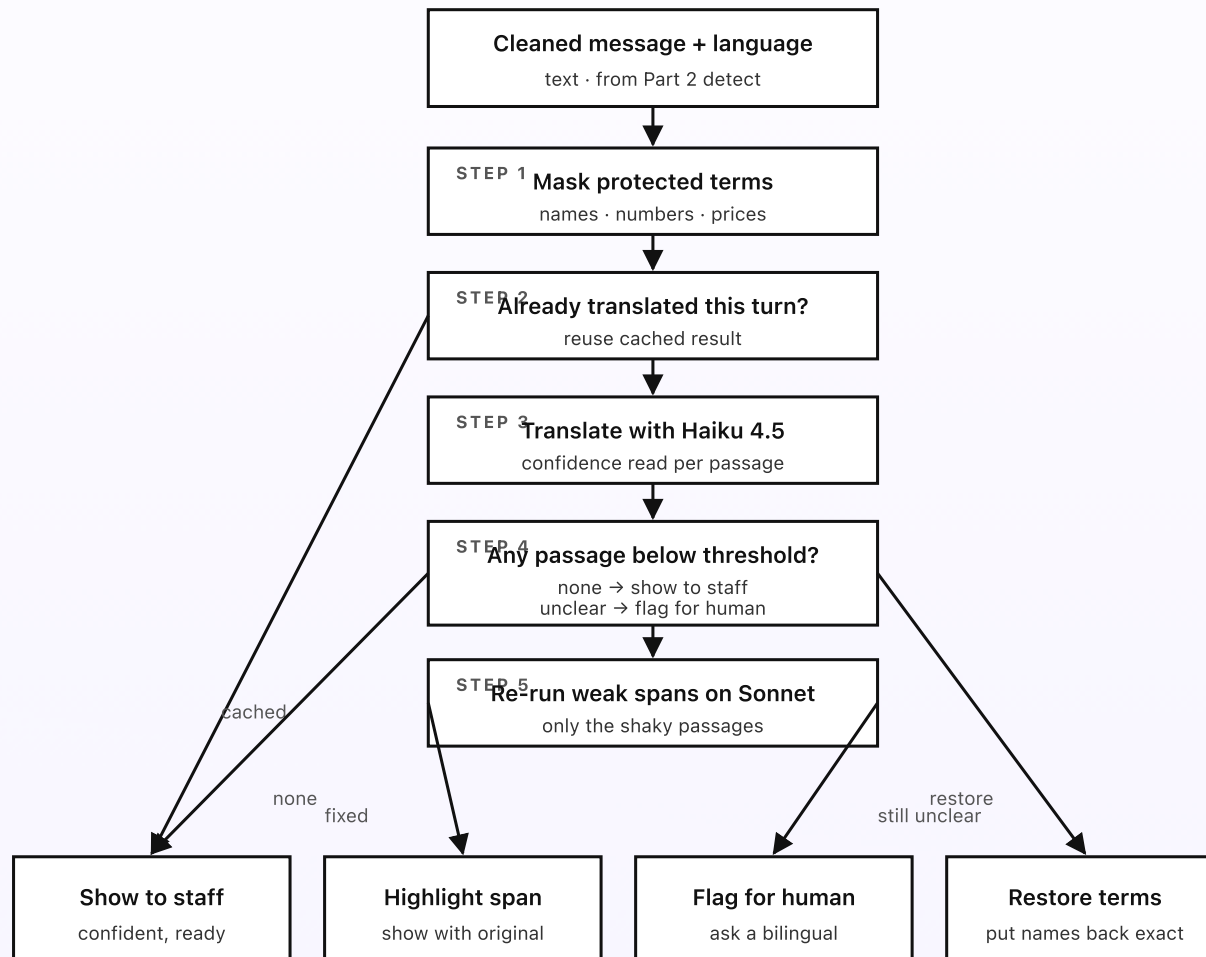 Cleaned message + language
text · from Part 2 detect
STEP 1
Mask protected terms
names · numbers · prices
STEP 2
Already translated this turn?
reuse cached result
STEP 3
Translate with Haiku 4.5
confidence read per passage
STEP 4
Any passage below threshold?
none → show to staff
unclear → flag for human
STEP 5
Re-run weak spans on Sonnet
only the shaky passages
cached
none
fixed
restore
still unclear
Show to staff
confident, ready
Highlight span
show with original
Flag for human
ask a bilingual
Restore terms
put names back exact